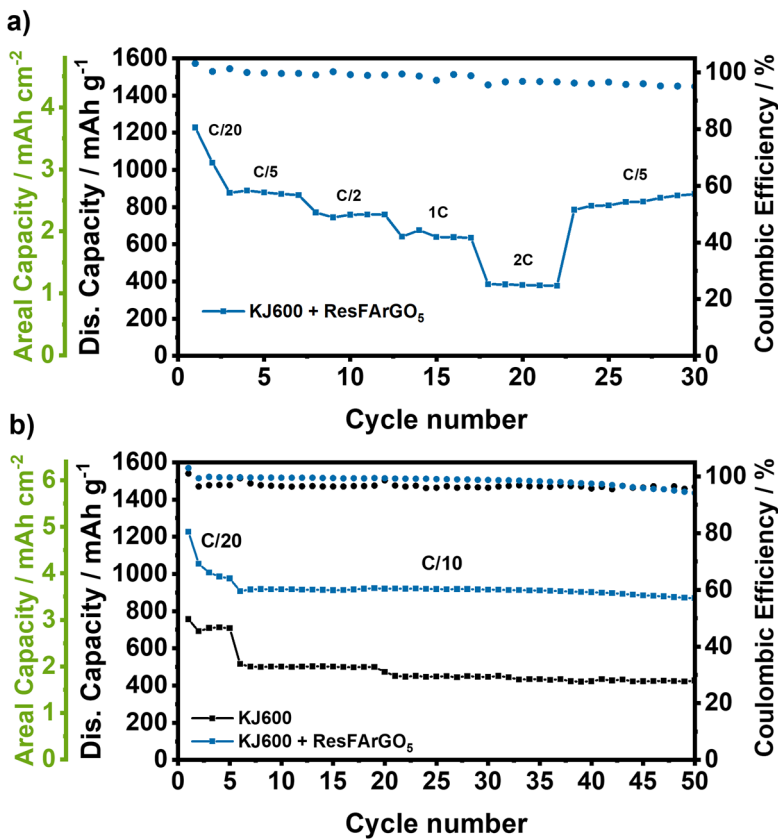 a)
Areal Capacity / mAh cm⁻²
4
3
2
1
0
Dis. Capacity / mAh g⁻¹
1600
1400
1200
1000
800
600
400
200
0
C/20
C/5
C/2
1C
2C
C/5
KJ600 + ResFArGO₅
100
80
60
40
20
0
Coulombic Efficiency / %
0 5 10 15 20 25 30
Cycle number
b)
Areal Capacity / mAh cm⁻²
6
5
4
3
2
1
0
Dis. Capacity / mAh g⁻¹
1600
1400
1200
1000
800
600
400
200
0
C/20
C/10
KJ600
KJ600 + ResFArGO₅
100
80
60
40
20
0
Coulombic Efficiency / %
0 5 10 15 20 25 30 35 40 45 50
Cycle number